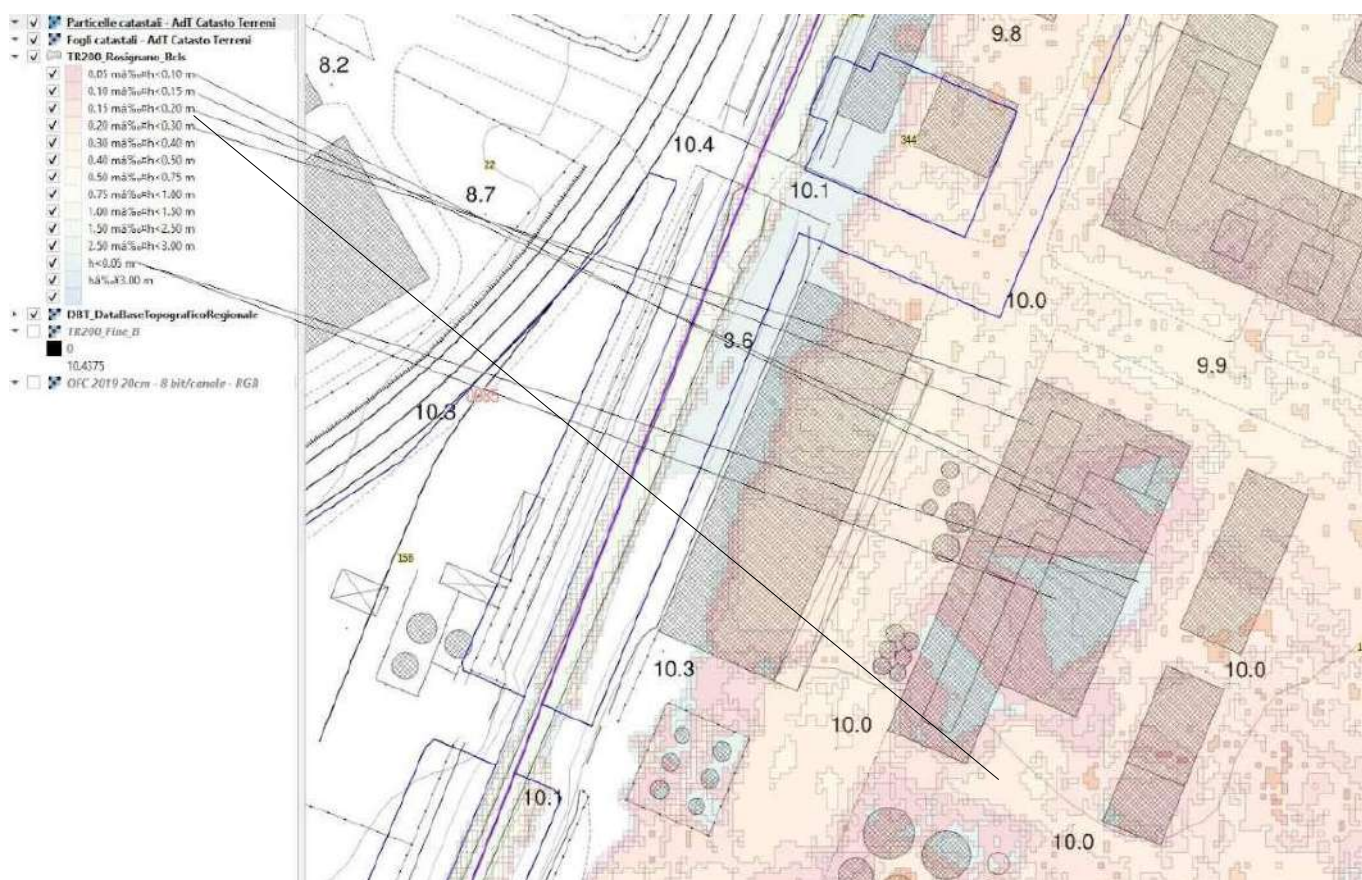 Particelle catastali - AdT Catasto Terreni
Fogli catastali - AdT Catasto Terreni
TR200_Rosignano_Bcls
0.05 mâ‰¤h<0.10 m
0.10 mâ‰¤h<0.15 m
0.15 mâ‰¤h<0.20 m
0.20 mâ‰¤h<0.30 m
0.30 mâ‰¤h<0.40 m
0.40 mâ‰¤h<0.50 m
0.50 mâ‰¤h<0.75 m
0.75 mâ‰¤h<1.00 m
1.00 mâ‰¤h<1.50 m
1.50 mâ‰¤h<2.50 m
2.50 mâ‰¤h<3.00 m
h<0.05 m
hâ‰¥3.00 m
DBT_DataBaseTopograficoRegionale
TR200_Fine_B
0
10.4375
OFC 2019 20cm - 8 bit/canale - RGB
9.8
8.2
10.4
344
22
8.7
10.1
10.0
3.6
9.9
10.3
158
10.3
10.0
10.0
10.1
10.0